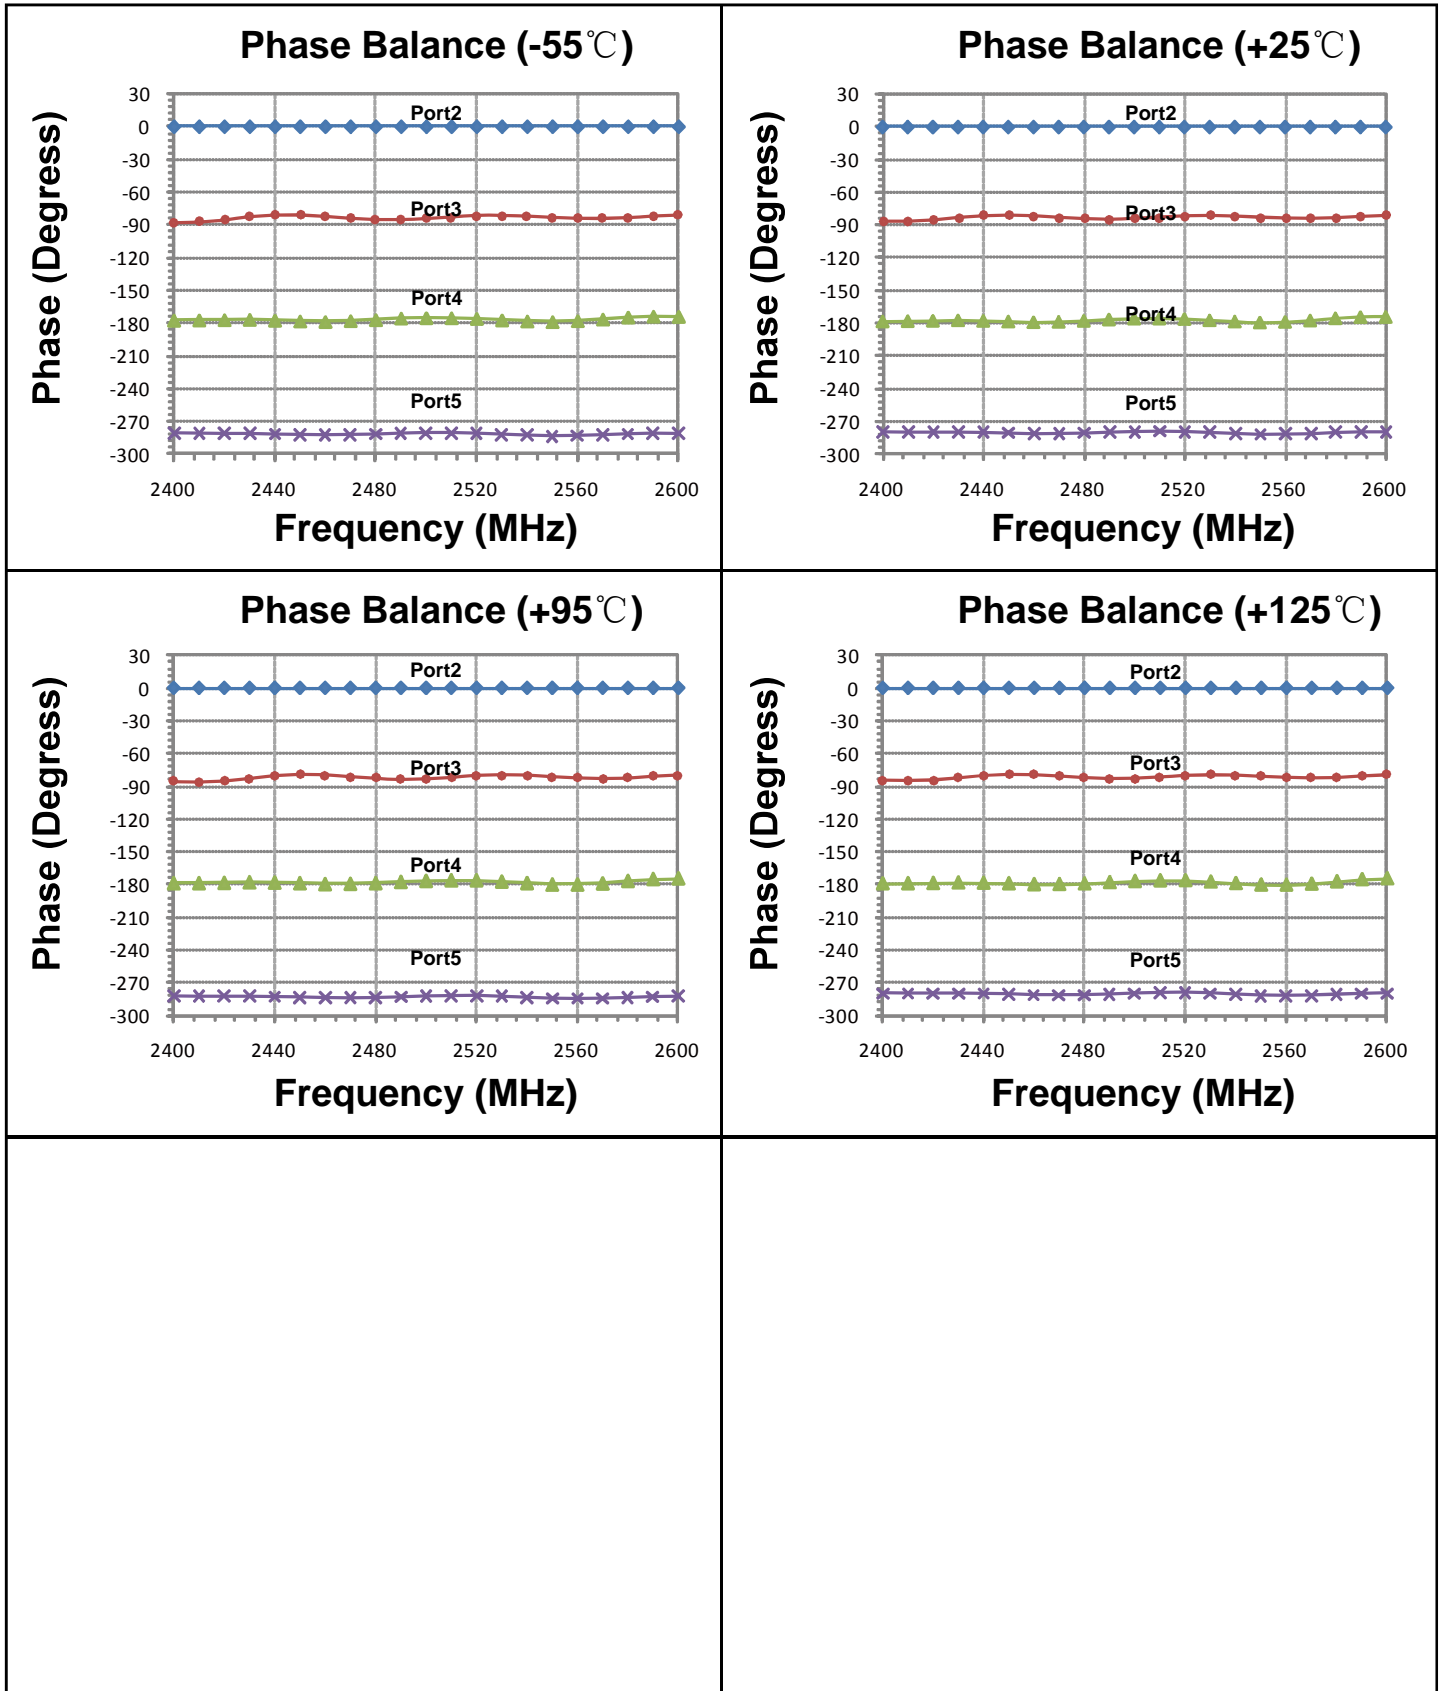 Phase Balance (-55℃)
Phase (Degress)
30
0
-30
-60
-90
-120
-150
-180
-210
-240
-270
-300
Port2
Port3
Port4
Port5
2400 2440 2480 2520 2560 2600
Frequency (MHz)
Phase Balance (+25℃)
Phase (Degress)
30
0
-30
-60
-90
-120
-150
-180
-210
-240
-270
-300
Port2
Port3
Port4
Port5
2400 2440 2480 2520 2560 2600
Frequency (MHz)
Phase Balance (+95℃)
Phase (Degress)
30
0
-30
-60
-90
-120
-150
-180
-210
-240
-270
-300
Port2
Port3
Port4
Port5
2400 2440 2480 2520 2560 2600
Frequency (MHz)
Phase Balance (+125℃)
Phase (Degress)
30
0
-30
-60
-90
-120
-150
-180
-210
-240
-270
-300
Port2
Port3
Port4
Port5
2400 2440 2480 2520 2560 2600
Frequency (MHz)